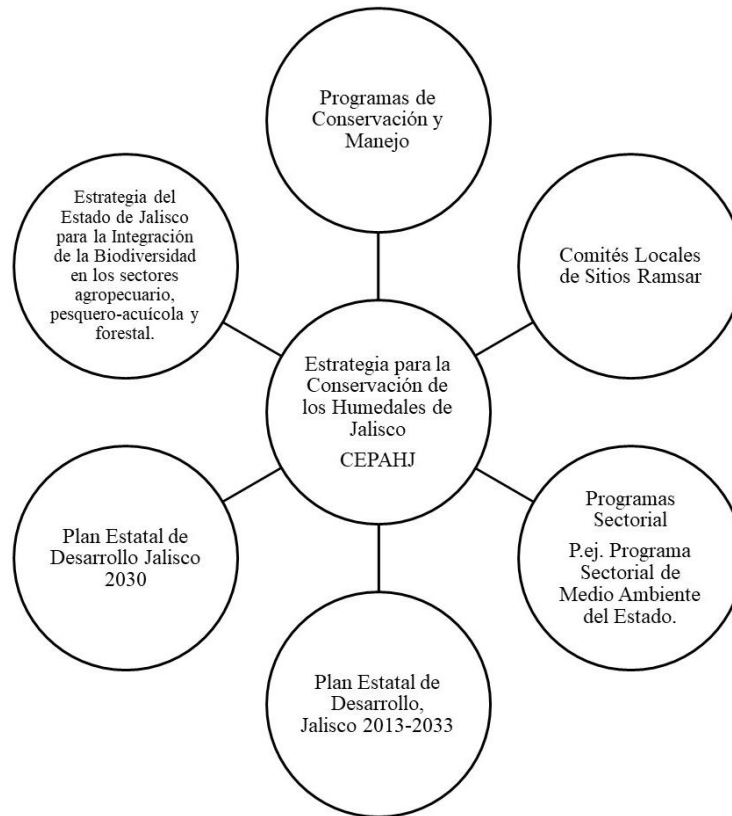 Programas de
Conservación y
Manejo
Estrategia del
Estado de Jalisco
para la Integración
de la Biodiversidad
en los sectores
agropecuario,
pesquero-acuícola y
forestal.
Comités Locales
de Sitios Ramsar
Estrategia para la
Conservación de
los Humedales de
Jalisco
CEPAHJ
Plan Estatal de
Desarrollo Jalisco
2030
Programas
Sectorial
P.ej. Programa
Sectorial de
Medio Ambiente
del Estado.
Plan Estatal de
Desarrollo,
Jalisco 2013-2033